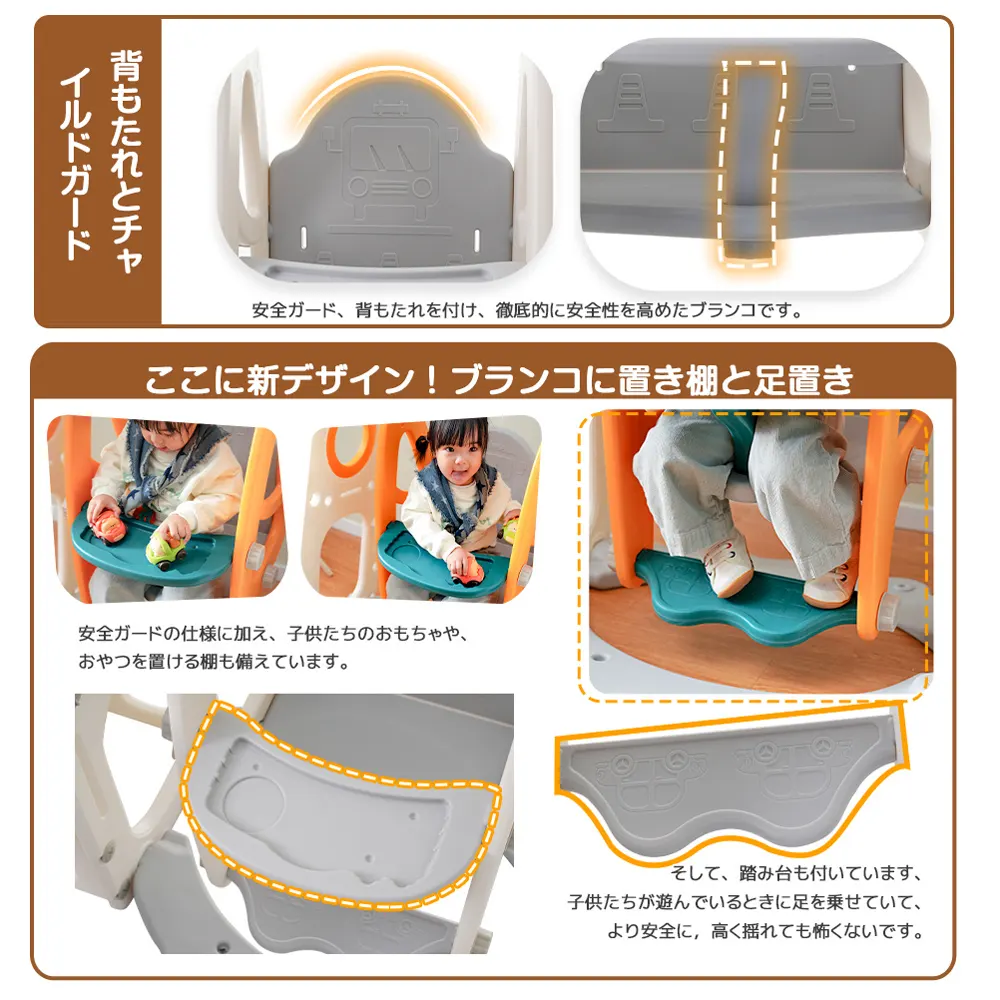 背もたれとチャ
イルドガード
安全ガード、背もたれを付け、徹底的に安全性を高めたブランコです。
ここに新デザイン！ブランコに置き棚と足置き
安全ガードの仕様に加え、子供たちのおもちゃや、
おやつを置ける棚も備えています。
そして、踏み台も付いています、
子供たちが遊んでいるときに足を乗せていて、
より安全に，高く揺れても怖くないです。